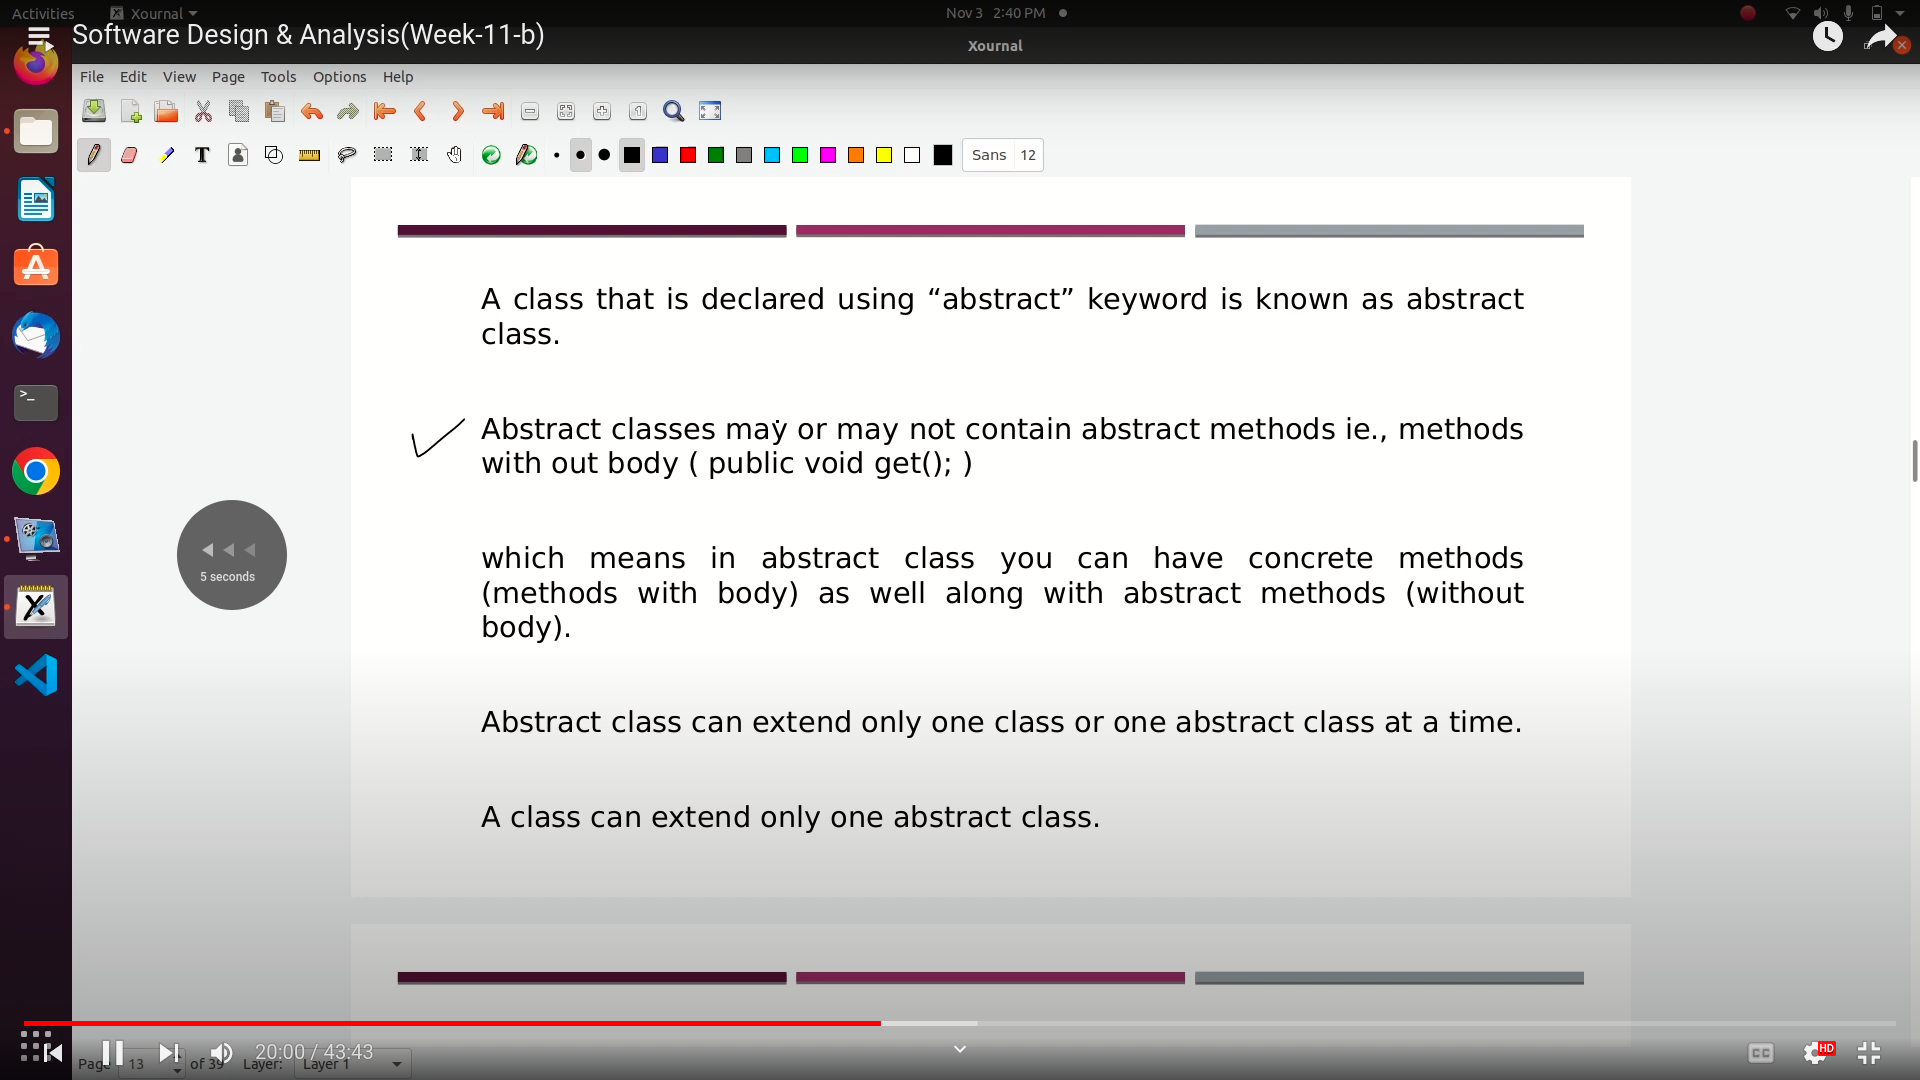 Activities
Xournal
Nov 3 2:40 PM
Software Design & Analysis(Week-11-b)
Xournal
File Edit View Page Tools Options Help
Sans 12
A class that is declared using “abstract” keyword is known as abstract
class.
Abstract classes may or may not contain abstract methods ie., methods
with out body ( public void get(); )
5 seconds
which means in abstract class you can have concrete methods
(methods with body) as well along with abstract methods (without
body).
Abstract class can extend only one class or one abstract class at a time.
A class can extend only one abstract class.
20:00 / 43:43
CC
HD
Page 13 of 39 Layer: Layer 1